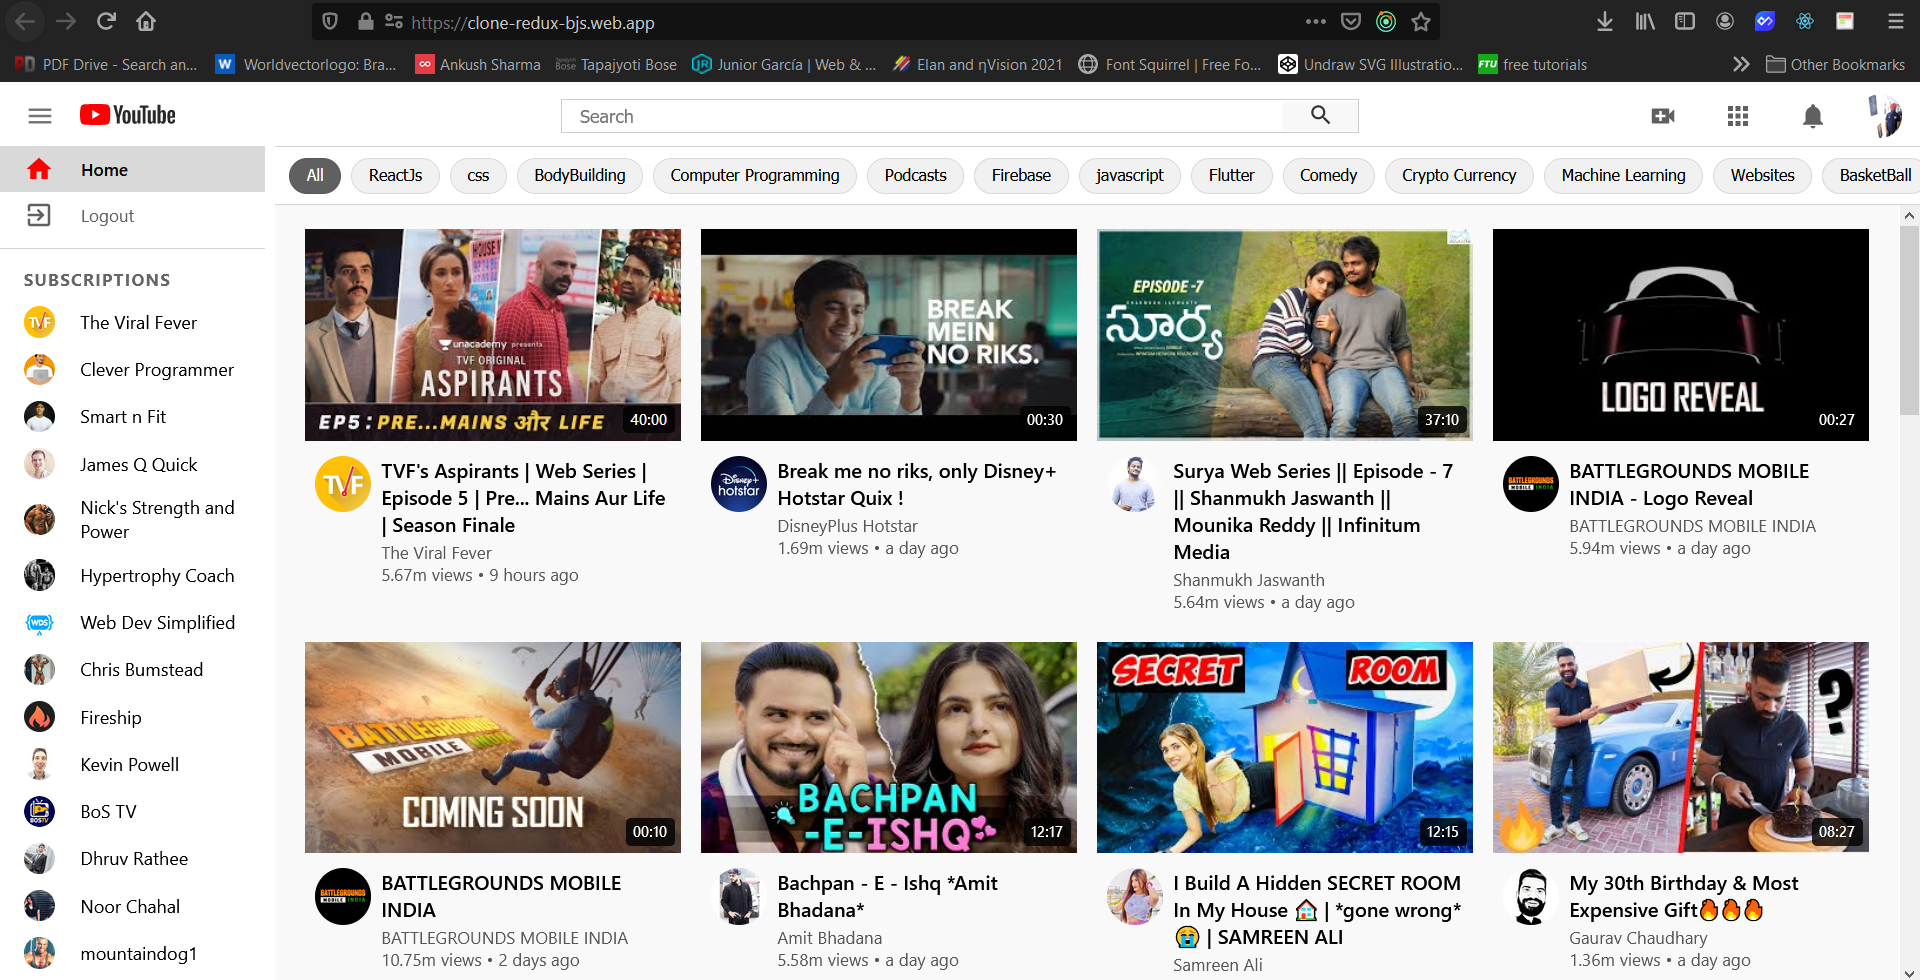 https://clone-redux-bjs.web.app
PDF Drive - Search an...
Worldvectorlogo: Bra...
Ankush Sharma
Tapajyoti Bose
Junior García | Web & ...
Elan and ηVision 2021
Font Squirrel | Free Fo...
Undraw SVG Illustratio...
FTU
free tutorials
Other Bookmarks
YouTube
Search
Home
Logout
All
ReactJs
css
BodyBuilding
Computer Programming
Podcasts
Firebase
javascript
Flutter
Comedy
Crypto Currency
Machine Learning
Websites
BasketBall
SUBSCRIPTIONS
The Viral Fever
Clever Programmer
Smart n Fit
James Q Quick
Nick's Strength and
Power
Hypertrophy Coach
Web Dev Simplified
Chris Bumstead
Fireship
Kevin Powell
BoS TV
Dhruv Rathee
Noor Chahal
mountaindog1
unacademy presents
TVF ORIGINAL
ASPIRANTS
EP5 : PRE...MAINS और LIFE
40:00
TVF
TVF's Aspirants | Web Series |
Episode 5 | Pre... Mains Aur Life
| Season Finale
The Viral Fever
5.67m views • 9 hours ago
BREAK
MEIN
NO RIKS.
00:30
Disney+
hotstar
Break me no riks, only Disney+
Hotstar Quix !
DisneyPlus Hotstar
1.69m views • a day ago
EPISODE -7
SHANMUKH JASWANTH
సూర్య
37:10
Surya Web Series || Episode - 7
|| Shanmukh Jaswanth ||
Mounika Reddy || Infinitum
Media
Shanmukh Jaswanth
5.64m views • a day ago
LOGO REVEAL
00:27
BATTLEGROUNDS
MOBILE INDIA
BATTLEGROUNDS MOBILE
INDIA - Logo Reveal
BATTLEGROUNDS MOBILE INDIA
5.94m views • a day ago
BATTLEGROUNDS
MOBILE INDIA
COMING SOON
00:10
BATTLEGROUNDS
MOBILE INDIA
BATTLEGROUNDS MOBILE
INDIA
BATTLEGROUNDS MOBILE INDIA
10.75m views • 2 days ago
BACHPAN
-E-ISHQ
12:17
Bachpan - E - Ishq *Amit
Bhadana*
Amit Bhadana
5.58m views • a day ago
SECRET ROOM
12:15
I Build A Hidden SECRET ROOM
In My House 🏠 | *gone wrong*
😭 | SAMREEN ALI
Samreen Ali
?
08:27
My 30th Birthday & Most
Expensive Gift🔥🔥🔥
Gaurav Chaudhary
1.36m views • a day ago